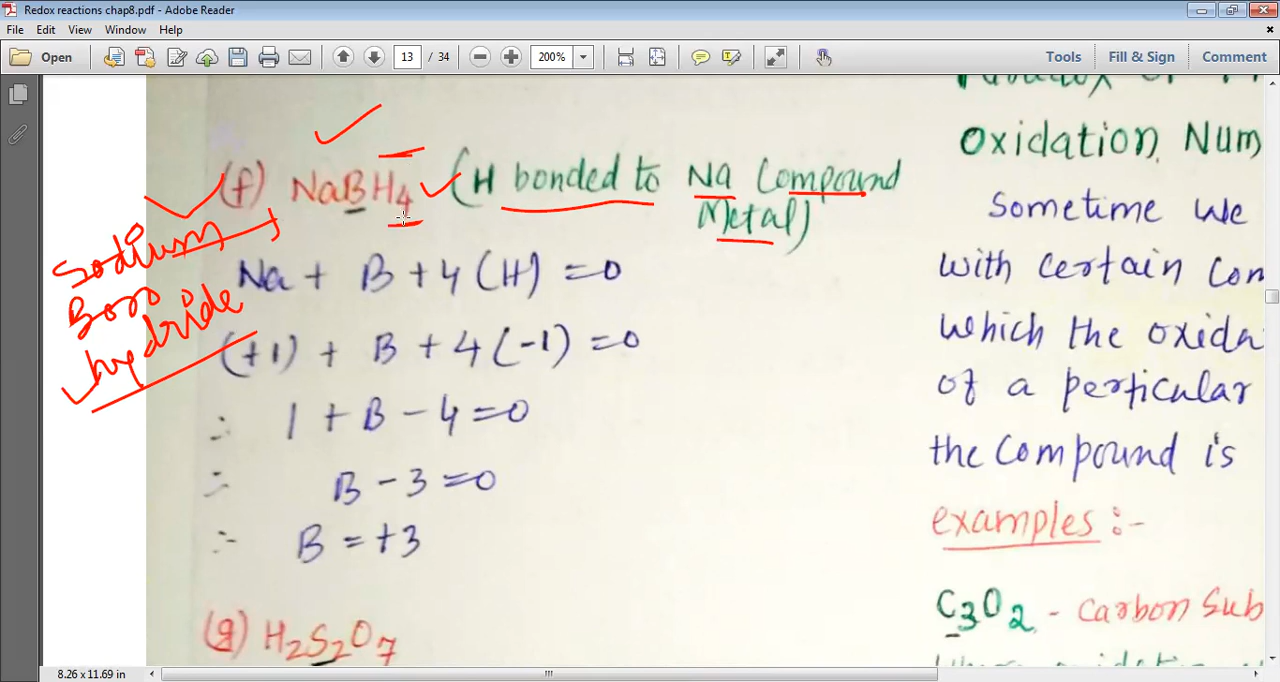 Redox reactions chap8.pdf - Adobe Reader
File Edit View Window Help
Open 13 / 34 200% Tools Fill & Sign Comment
(f) NaBH4 (H bonded to Na Compound
Metal)
Sodium
Boro
hydride
Na + B + 4 (H) = 0
(+1) + B + 4 (-1) = 0
∴ 1 + B - 4 = 0
= B - 3 = 0
∴ B = +3
(g) H2S2O7
Oxidation Num
Sometime we
with certain Com
which the oxida
of a perticular
the Compound is
examples :-
C3O2 - Carbon Sub
8.26 x 11.69 in